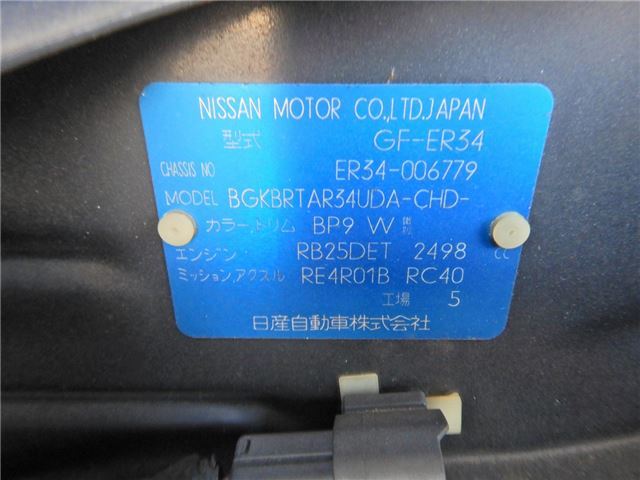 NISSAN MOTOR CO.,LTD.JAPAN
型式 GF-ER34
CHASSIS NO ER34-006779
MODEL BGKBRTAR34UDA-CHD-
カラー,トリム BP9 W
エンジン RB25DET 2498 CC
ミッション,アクスル RE4R01B RC40
工場 5
日産自動車株式会社